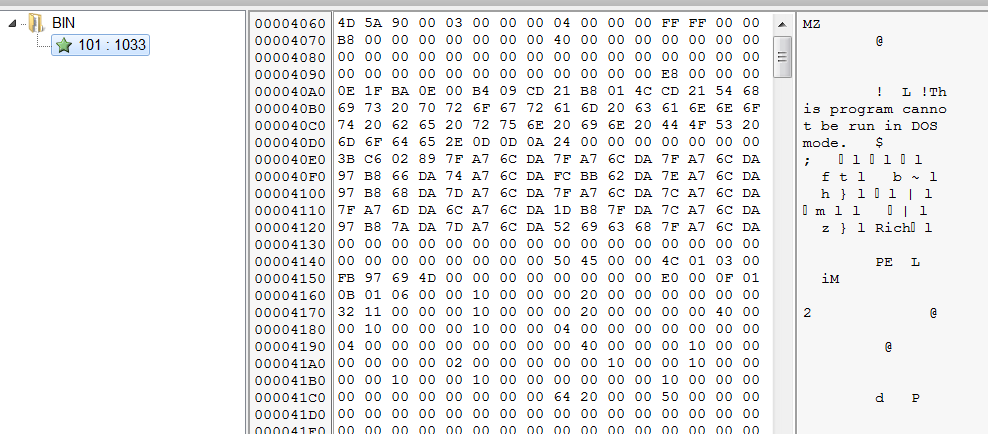 BIN
101 : 1033
00004060 4D 5A 90 00 03 00 00 00 04 00 00 00 FF FF 00 00 MZ
00004070 B8 00 00 00 00 00 00 00 40 00 00 00 00 00 00 00 @
00004080 00 00 00 00 00 00 00 00 00 00 00 00 00 00 00 00
00004090 00 00 00 00 00 00 00 00 00 00 00 00 E8 00 00 00
000040A0 0E 1F BA 0E 00 B4 09 CD 21 B8 01 4C CD 21 54 68 ! L !Th
000040B0 69 73 20 70 72 6F 67 72 61 6D 20 63 61 6E 6E 6F is program canno
000040C0 74 20 62 65 20 72 75 6E 20 69 6E 20 44 4F 53 20 t be run in DOS
000040D0 6D 6F 64 65 2E 0D 0D 0A 24 00 00 00 00 00 00 00 mode. $
000040E0 3B C6 02 89 7F A7 6C DA 7F A7 6C DA 7F A7 6C DA ; l l l
000040F0 97 B8 66 DA 74 A7 6C DA FC BB 62 DA 7E A7 6C DA f t l b ~ l
00004100 97 B8 68 DA 7D A7 6C DA 7F A7 6C DA 7C A7 6C DA h } l l | l
00004110 7F A7 6D DA 6C A7 6C DA 1D B8 7F DA 7C A7 6C DA m l l | l
00004120 97 B8 7A DA 7D A7 6C DA 52 69 63 68 7F A7 6C DA z } l Rich l
00004130 00 00 00 00 00 00 00 00 00 00 00 00 00 00 00 00
00004140 00 00 00 00 00 00 00 00 50 45 00 00 4C 01 03 00 PE L
00004150 FB 97 69 4D 00 00 00 00 00 00 00 00 E0 00 0F 01 iM
00004160 0B 01 06 00 00 10 00 00 00 20 00 00 00 00 00 00
00004170 32 11 00 00 00 10 00 00 00 20 00 00 00 00 40 00 2 @
00004180 00 10 00 00 00 10 00 00 04 00 00 00 00 00 00 00
00004190 04 00 00 00 00 00 00 00 00 40 00 00 00 10 00 00 @
000041A0 00 00 00 00 02 00 00 00 00 00 10 00 00 10 00 00
000041B0 00 00 10 00 00 10 00 00 00 00 00 00 10 00 00 00
000041C0 00 00 00 00 00 00 00 00 64 20 00 00 50 00 00 00 d P
000041D0 00 00 00 00 00 00 00 00 00 00 00 00 00 00 00 00
000041E0 00 00 00 00 00 00 00 00 00 00 00 00 00 00 00 00